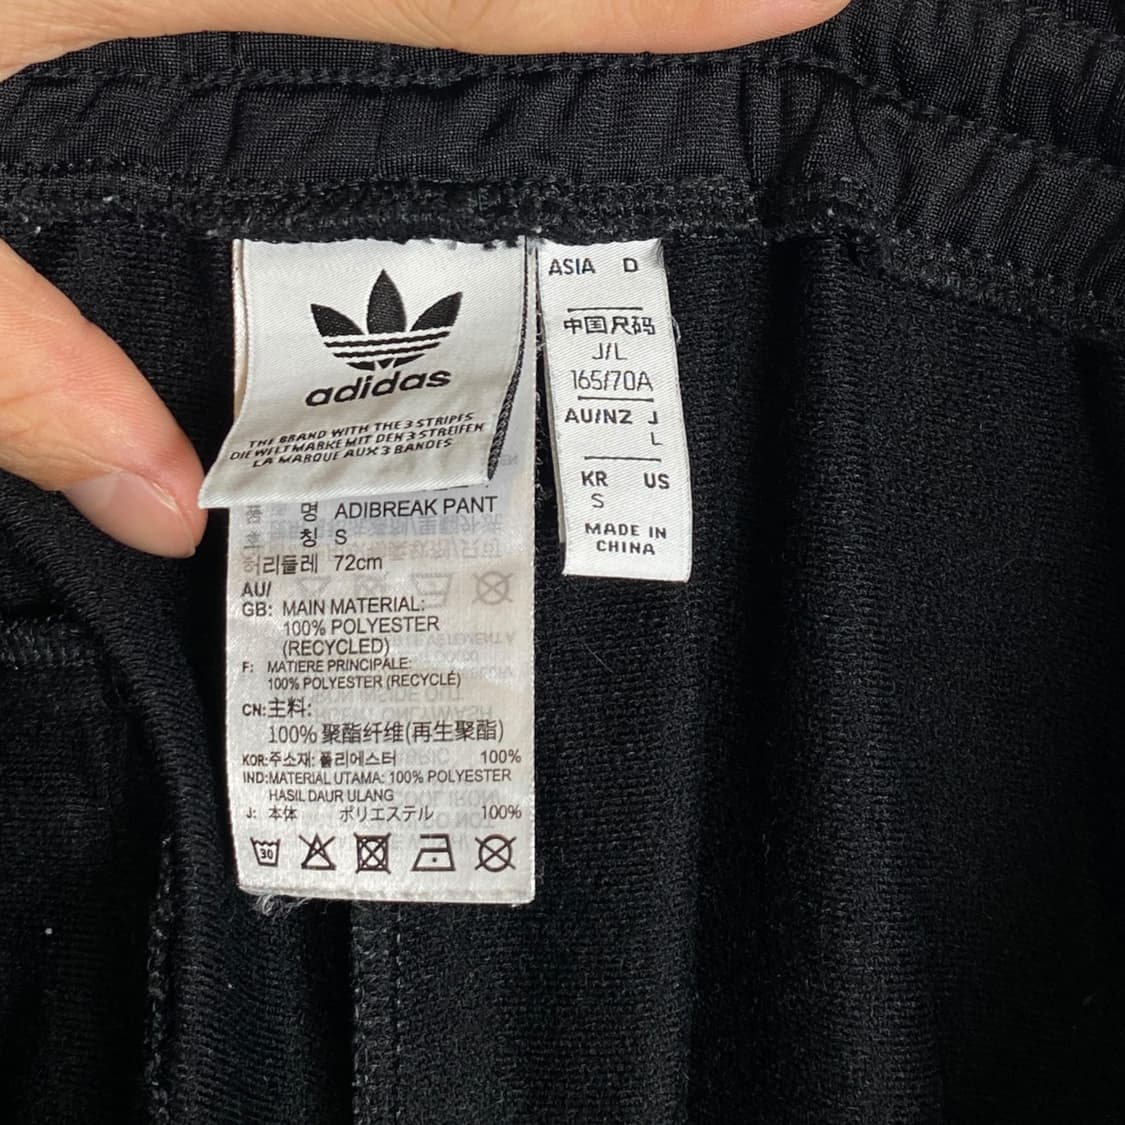 adidas
THE BRAND WITH THE 3 STRIPES
DIE WELTMARKE MIT DEN 3 STREIFEN
LA MARQUE AUX 3 BANDES
품 명 ADIBREAK PANT
호 칭 S
허리둘레 72cm
AU/
GB: MAIN MATERIAL:
100% POLYESTER
(RECYCLED)
F: MATIERE PRINCIPALE:
100% POLYESTER (RECYCLÉ)
CN:主料:
100% 聚酯纤维(再生聚酯)
KOR:주소재: 폴리에스터 100%
IND:MATERIAL UTAMA: 100% POLYESTER
HASIL DAUR ULANG
J: 本体 ポリエステル 100%
30
ASIA D
中国尺码
J/L
165/70A
AU/NZ J
L
KR US
S
MADE IN
CHINA